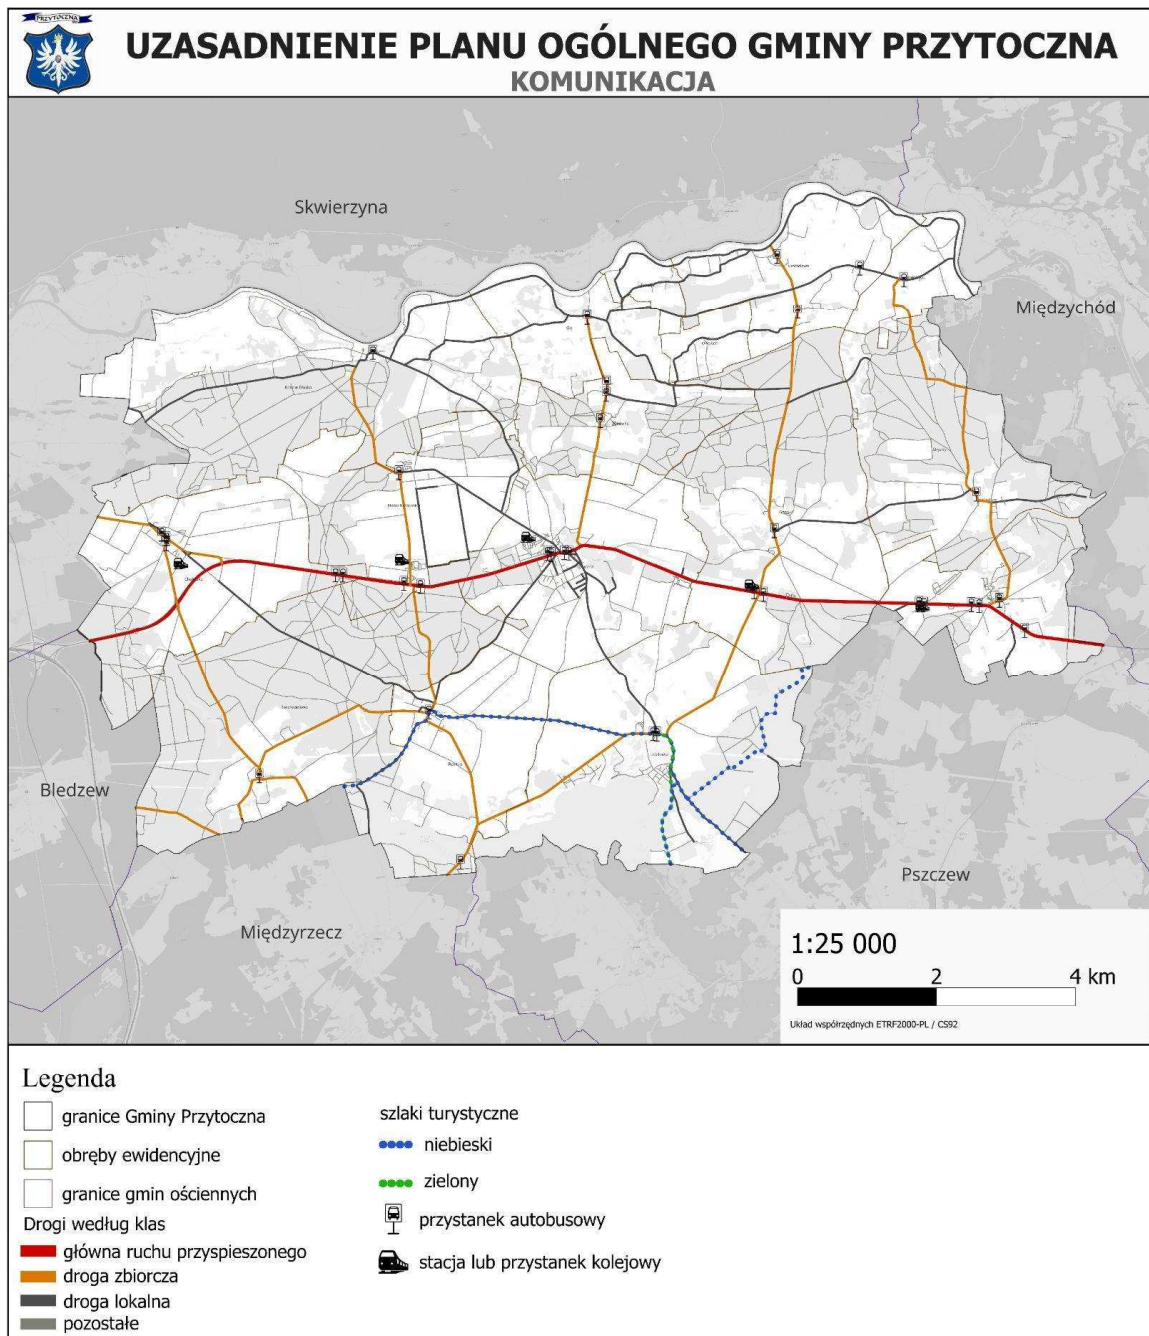 PRZYTOCZNA
UZASADNIENIE PLANU OGÓLNEGO GMINY PRZYTOCZNA
KOMUNIKACJA
Skwierzyna
Międzychód
Bledzew
Pszczew
Międzyrzecz
1:25 000
0 2 4 km
Układ współrzędnych ETRF2000-PL / CS92
Legenda
granice Gminy Przytoczna
obręby ewidencyjne
granice gmin ościennych
Drogi według klas
główna ruchu przyspieszonego
droga zbiorcza
droga lokalna
pozostałe
szlaki turystyczne
niebieski
zielony
przystanek autobusowy
stacja lub przystanek kolejowy